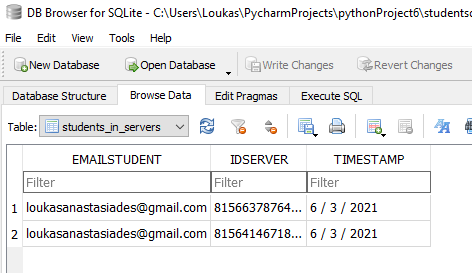 DB Browser for SQLite - C:\Users\Loukas\PycharmProjects\pythonProject6\students
File Edit View Tools Help
New Database Open Database Write Changes Revert Changes
Database Structure Browse Data Edit Pragmas Execute SQL
Table: students_in_servers
EMAILSTUDENT IDSERVER TIMESTAMP
Filter Filter Filter
1 loukasanastasiades@gmail.com 81566378764... 6 / 3 / 2021
2 loukasanastasiades@gmail.com 81564146718... 6 / 3 / 2021